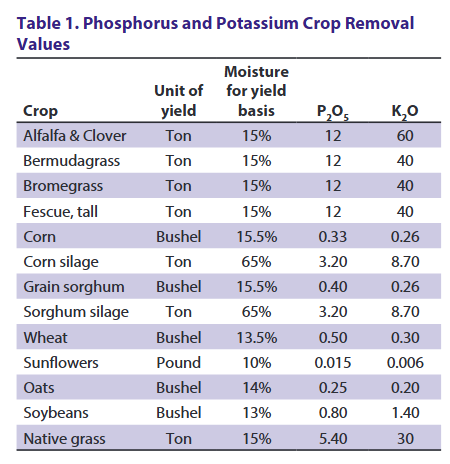 Table 1. Phosphorus and Potassium Crop Removal
Values
Crop Unit of yield Moisture for yield basis P₂O₅ K₂O
Alfalfa & Clover Ton 15% 12 60
Bermudagrass Ton 15% 12 40
Bromegrass Ton 15% 12 40
Fescue, tall Ton 15% 12 40
Corn Bushel 15.5% 0.33 0.26
Corn silage Ton 65% 3.20 8.70
Grain sorghum Bushel 15.5% 0.40 0.26
Sorghum silage Ton 65% 3.20 8.70
Wheat Bushel 13.5% 0.50 0.30
Sunflowers Pound 10% 0.015 0.006
Oats Bushel 14% 0.25 0.20
Soybeans Bushel 13% 0.80 1.40
Native grass Ton 15% 5.40 30